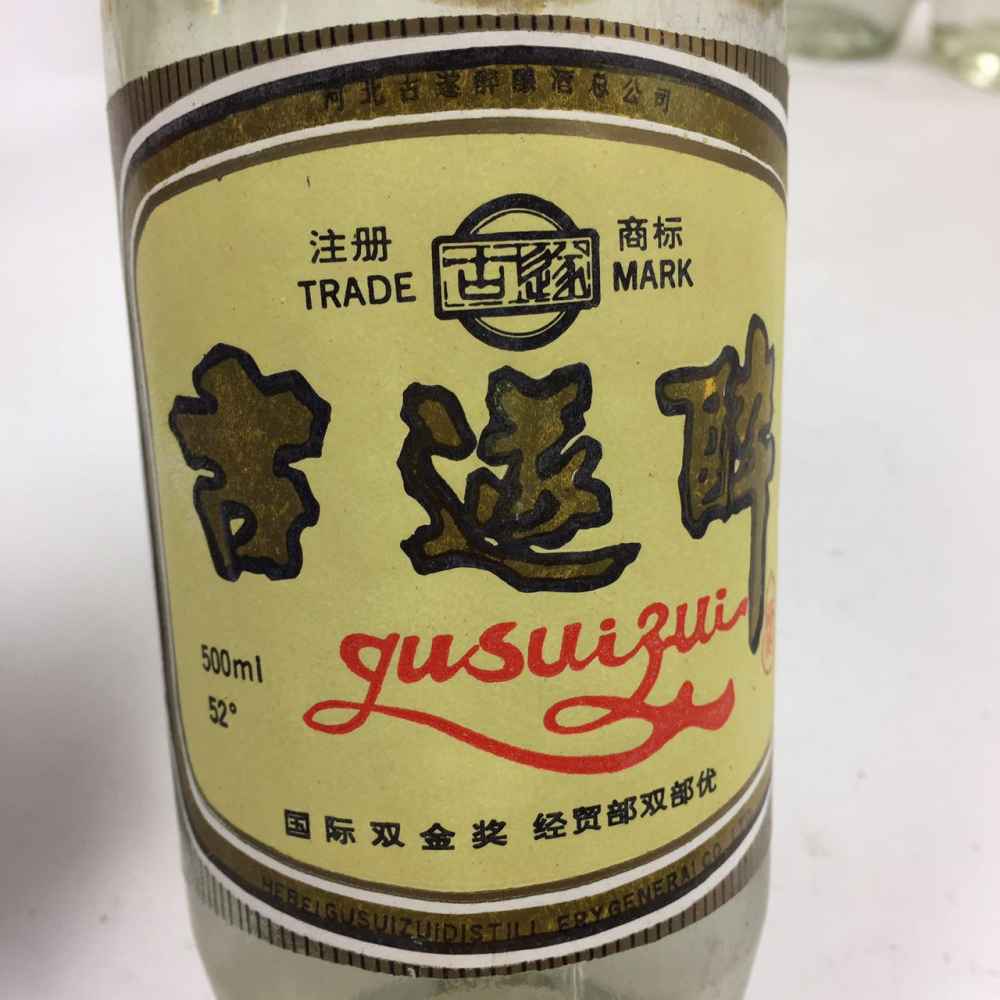 河北古遂醉酿酒总公司
注册 商标
TRADE MARK
古遂
古遂醉
gusuizui
500ml
52°
国际双金奖 经贸部双部优
HEBEIGUSUIZUIDISTILLERYGENERALCO.,LTD